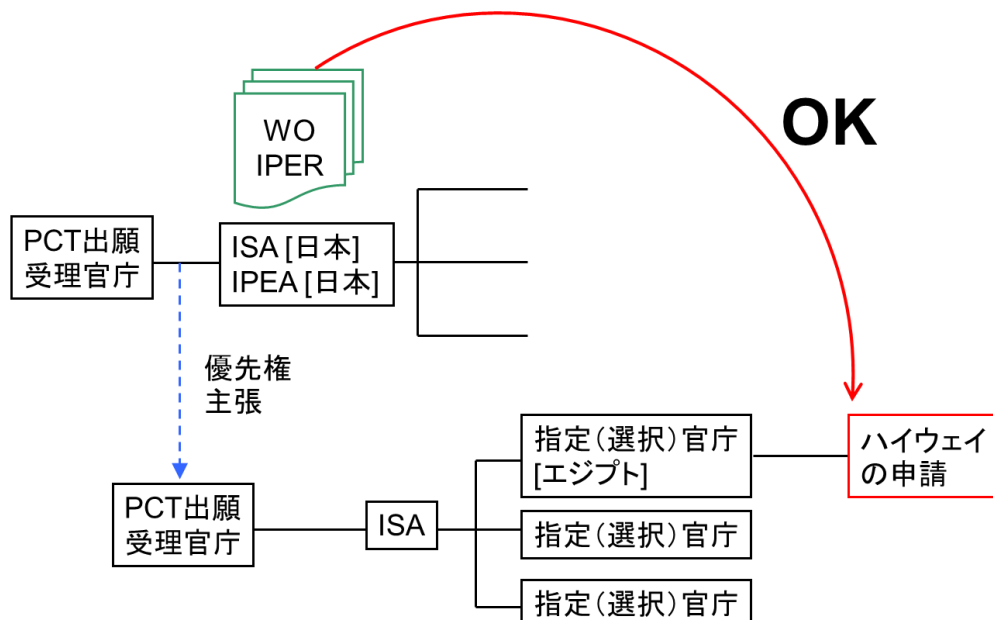 WO
IPER
OK
PCT出願
受理官庁
ISA [日本]
IPEA [日本]
優先権
主張
指定(選択)官庁
[エジプト]
ハイウェイ
の申請
PCT出願
受理官庁
ISA
指定(選択)官庁
指定(選択)官庁